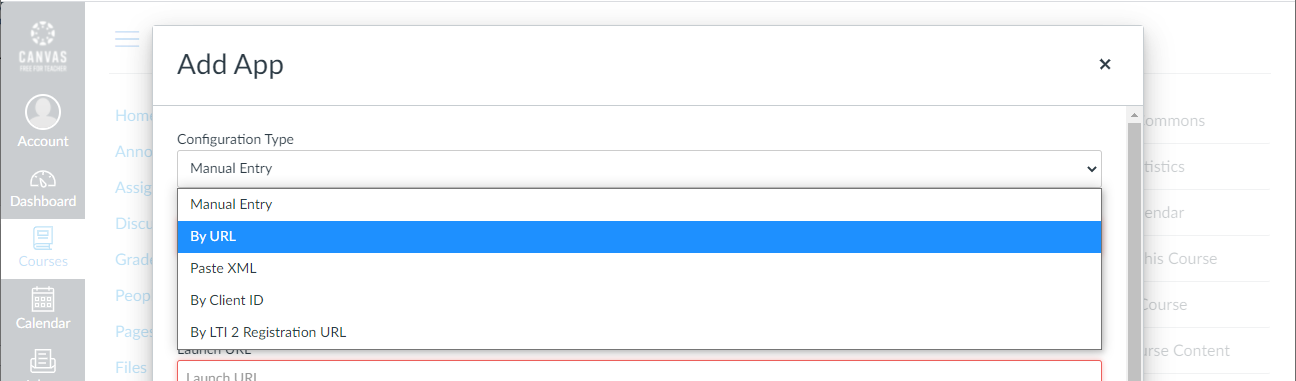 CANVAS
FREE FOR TEACHER
Account
Dashboard
Courses
Calendar
Home
Anno
Assig
Discu
Grade
Peop
Pages
Files
Add App
×
Configuration Type
Manual Entry
Manual Entry
By URL
Paste XML
By Client ID
By LTI 2 Registration URL
Launch URL
Launch URL
ommons
tistics
endar
his Course
Course
urse Content